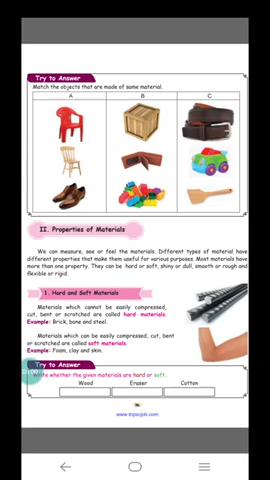 Try to Answer
Match the objects that are made of same material.
A B C
II. Properties of Materials
We can measure, see or feel the materials. Different types of material have
different properties that make them useful for various purposes. Most materials have
more than one property. They can be hard or soft, shiny or dull, smooth or rough and
flexible or rigid.
1. Hard and Soft Materials
Materials which cannot be easily compressed,
cut, bent or scratched are called hard materials.
Example: Brick, bone and steel.
Materials which can be easily compressed, cut, bent
or scratched are called soft materials.
Example: Foam, clay and skin.
Try to Answer
Write whether the given materials are hard or soft.
Wood Eraser Cotton
www.tnpscjob.com